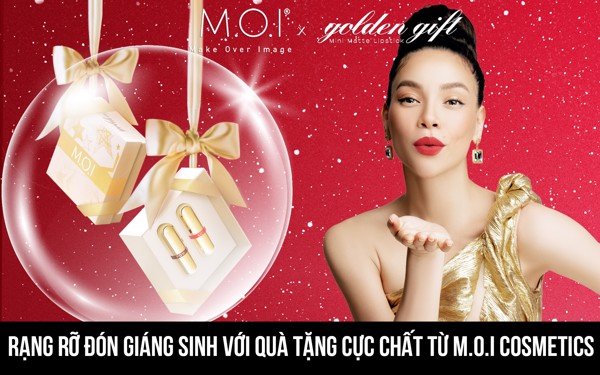 M.O.I® x golden gift
Make Over Image
Mini Matte Lipstick
M.O.I
RẠNG RỠ ĐÓN GIÁNG SINH VỚI QUÀ TẶNG CỰC CHẤT TỪ M.O.I COSMETICS